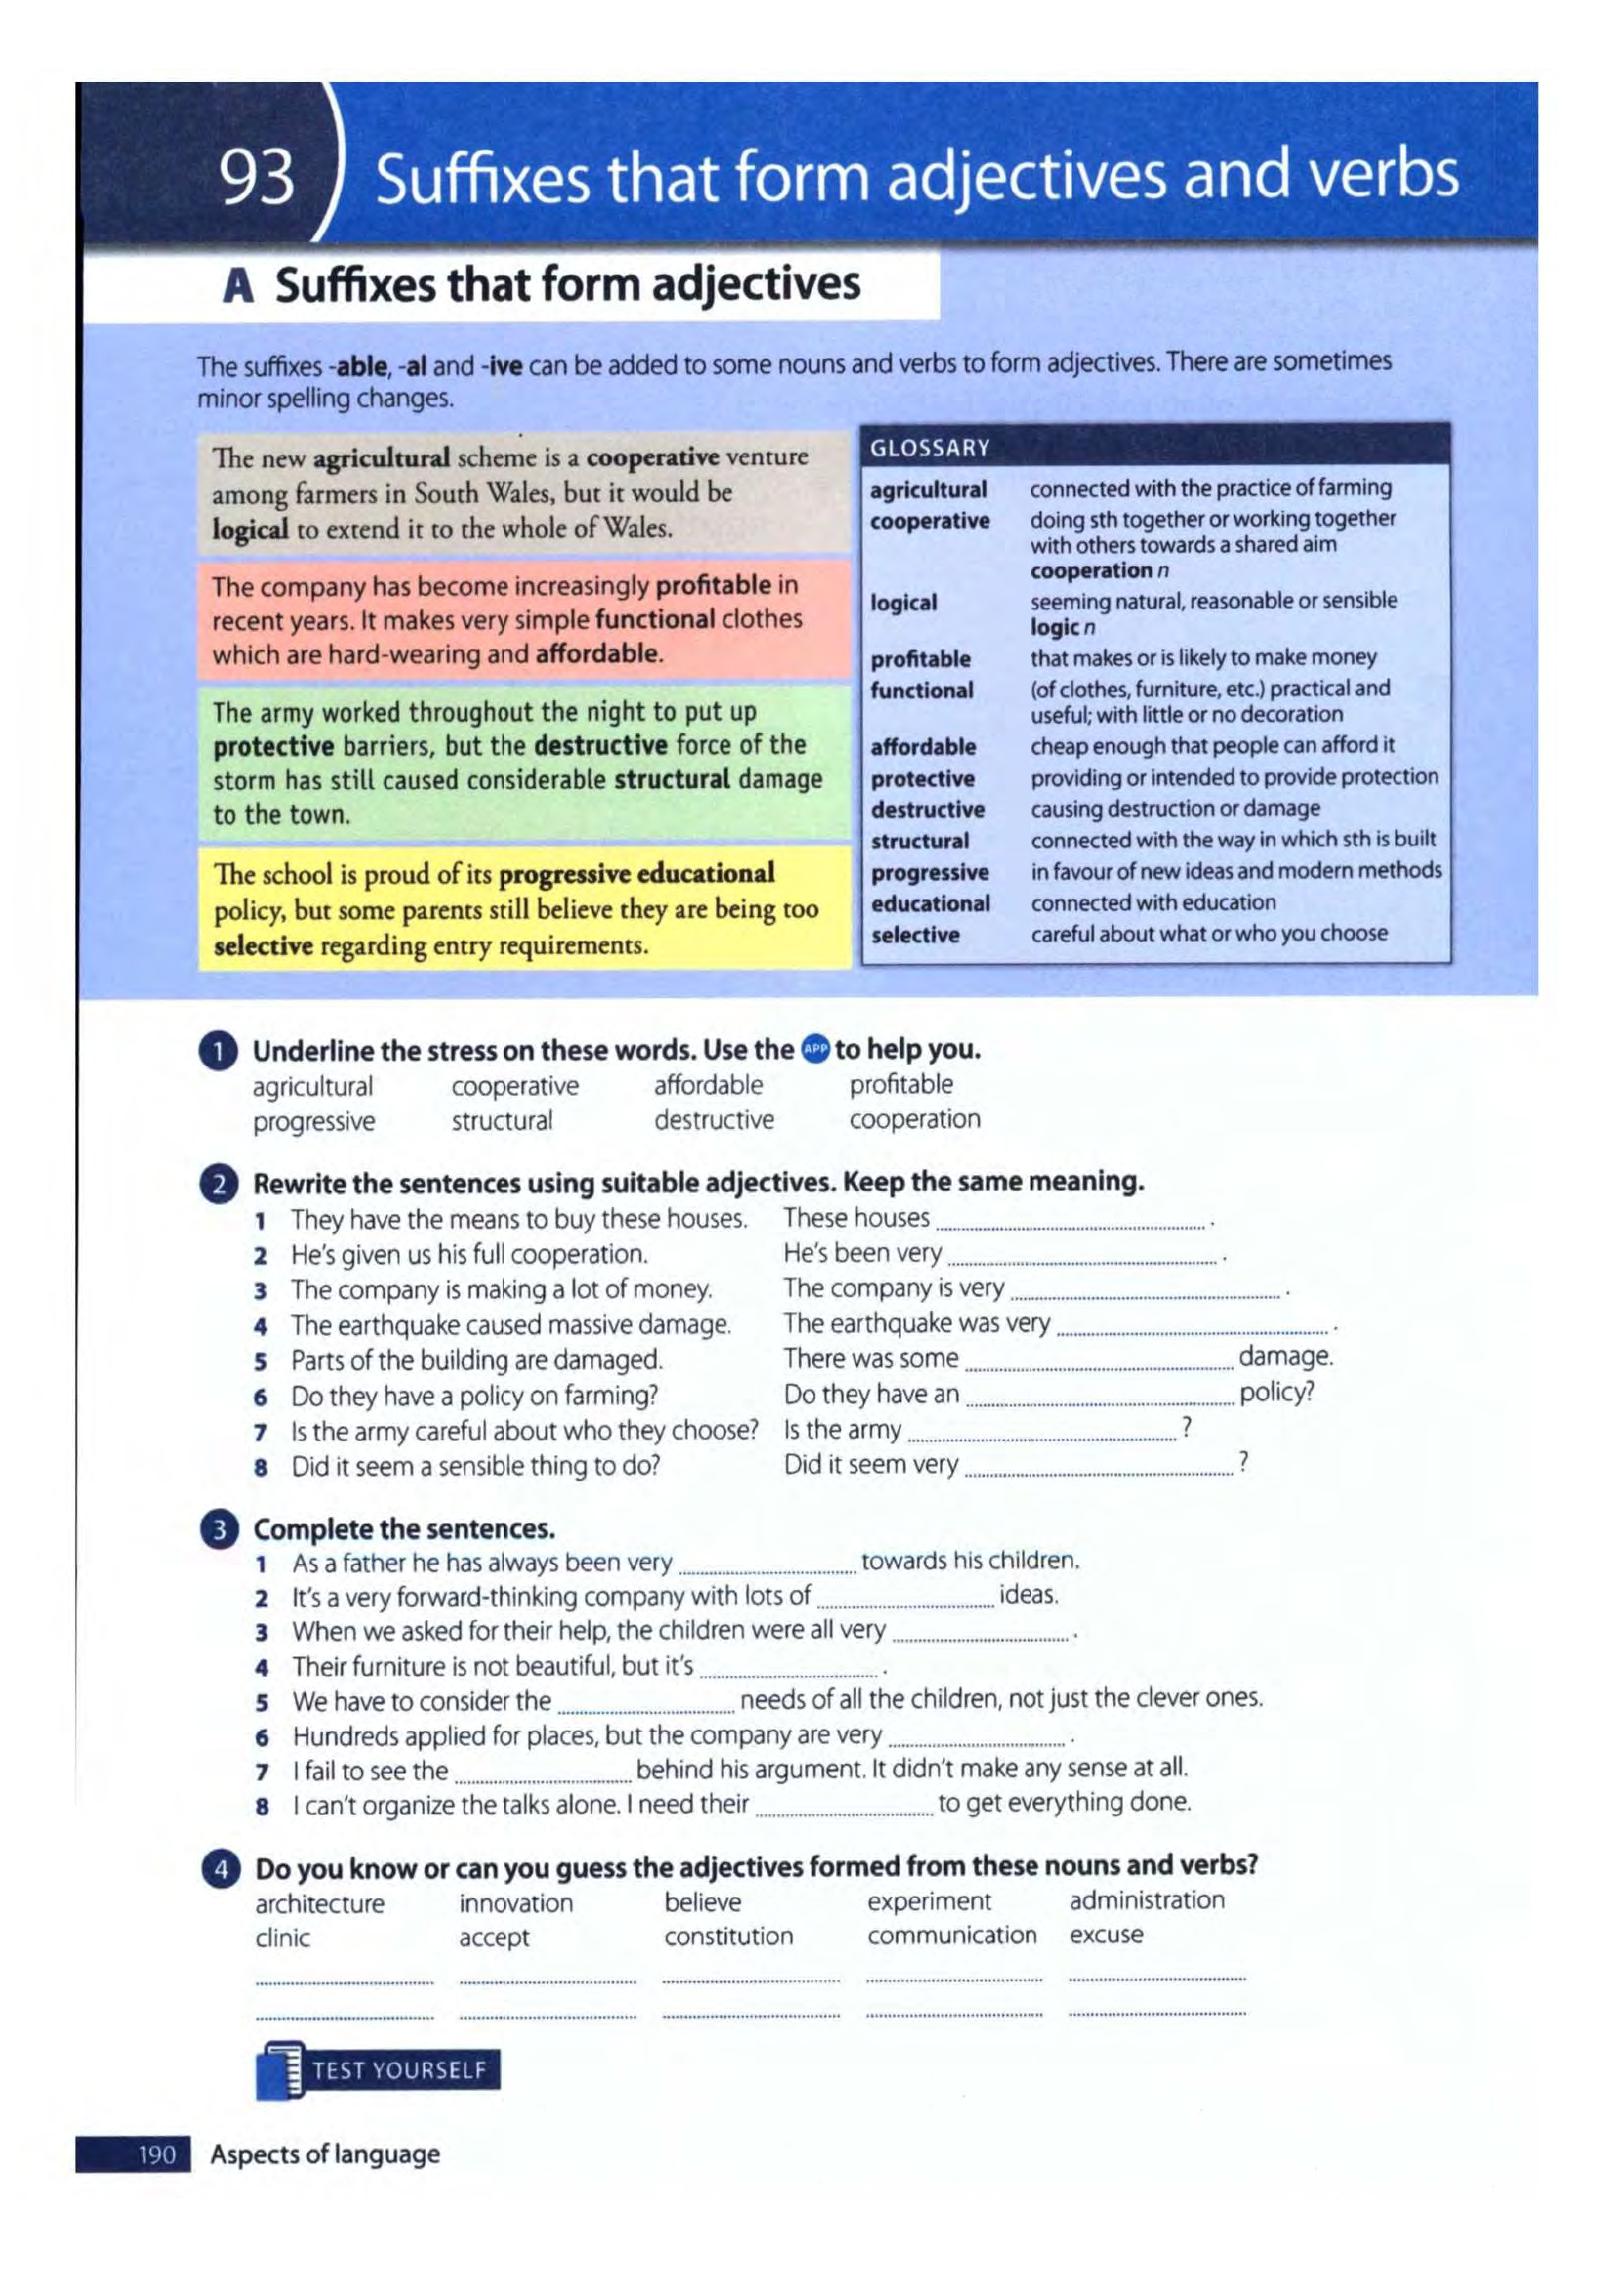 93 Suffixes that form adjectives and verbs
A Suffixes that form adjectives
The suffixes -able, -al and -ive can be added to some nouns and verbs to form adjectives. There are sometimes
minor spelling changes.
The new agricultural scheme is a cooperative venture
among farmers in South Wales, but it would be
logical to extend it to the whole of Wales.
The company has become increasingly profitable in
recent years. It makes very simple functional clothes
which are hard-wearing and affordable.
The army worked throughout the night to put up
protective barriers, but the destructive force of the
storm has still caused considerable structural damage
to the town.
The school is proud of its progressive educational
policy, but some parents still believe they are being too
selective regarding entry requirements.
GLOSSARY
agricultural connected with the practice of farming
cooperative doing sth together or working together
with others towards a shared aim
cooperation n
logical seeming natural, reasonable or sensible
logic n
profitable that makes or is likely to make money
functional (of clothes, furniture, etc.) practical and
useful; with little or no decoration
affordable cheap enough that people can afford it
protective providing or intended to provide protection
destructive causing destruction or damage
structural connected with the way in which sth is built
progressive in favour of new ideas and modern methods
educational connected with education
selective careful about what or who you choose
1 Underline the stress on these words. Use the APP to help you.
agricultural cooperative affordable profitable
progressive structural destructive cooperation
2 Rewrite the sentences using suitable adjectives. Keep the same meaning.
1 They have the means to buy these houses. These houses .................... .
2 He's given us his full cooperation. He's been very .................... .
3 The company is making a lot of money. The company is very .................... .
4 The earthquake caused massive damage. The earthquake was very .................... .
5 Parts of the building are damaged. There was some .................... damage.
6 Do they have a policy on farming? Do they have an .................... policy?
7 Is the army careful about who they choose? Is the army .................... ?
8 Did it seem a sensible thing to do? Did it seem very .................... ?
3 Complete the sentences.
1 As a father he has always been very .................... towards his children.
2 It's a very forward-thinking company with lots of .................... ideas.
3 When we asked for their help, the children were all very .................... .
4 Their furniture is not beautiful, but it's .................... .
5 We have to consider the .................... needs of all the children, not just the clever ones.
6 Hundreds applied for places, but the company are very .................... .
7 I fail to see the .................... behind his argument. It didn't make any sense at all.
8 I can't organize the talks alone. I need their .................... to get everything done.
4 Do you know or can you guess the adjectives formed from these nouns and verbs?
architecture innovation believe experiment administration
clinic accept constitution communication excuse
.................... .................... .................... .................... ....................
.................... .................... .................... .................... ....................
TEST YOURSELF
190 Aspects of language